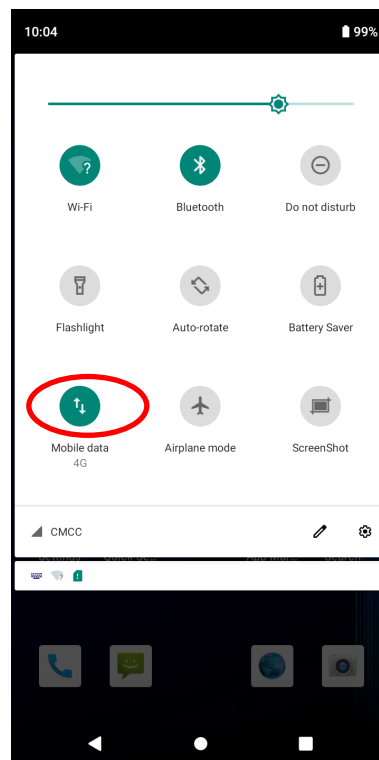 10:04 99%
Wi-Fi Bluetooth Do not disturb
Flashlight Auto-rotate Battery Saver
Mobile data Airplane mode ScreenShot
4G
CMCC